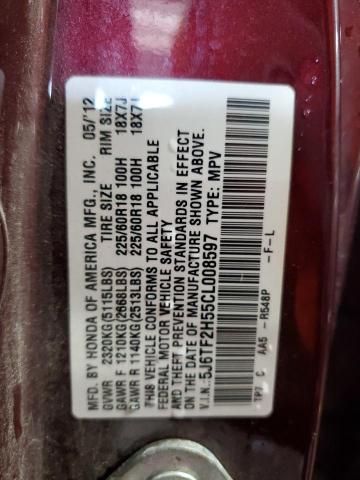 MFD. BY HONDA OF AMERICA MFG., INC. 05/'12
TIRE SIZE RIM SIZE
GVWR 2320KG(5115LBS)
GAWR F 1210KG(2668LBS) 225/60R18 100H 18X7J
GAWR R 1140KG(2513LBS) 225/60R18 100H 18X7J
THIS VEHICLE CONFORMS TO ALL APPLICABLE
FEDERAL MOTOR VEHICLE SAFETY
AND THEFT PREVENTION STANDARDS IN EFFECT
ON THE DATE OF MANUFACTURE SHOWN ABOVE.
V.I.N.: 5J6TF2H55CL008597 TYPE: MPV
TP7 C AA5 - R548P - F-L